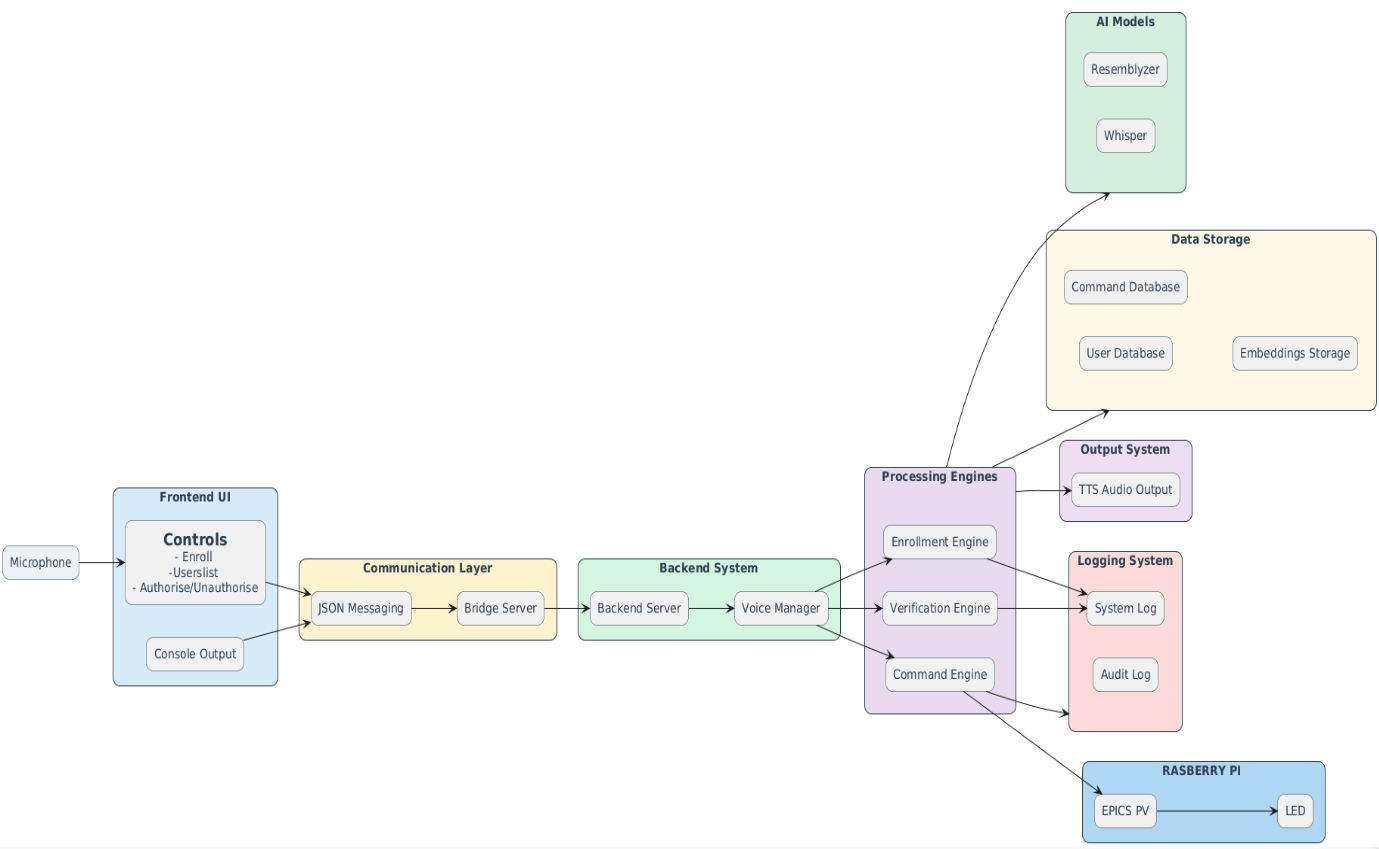 AI Models
Resemblyzer
Whisper
Data Storage
Command Database
User Database
Embeddings Storage
Output System
TTS Audio Output
Processing Engines
Enrollment Engine
Verification Engine
Command Engine
Frontend UI
Controls
- Enroll
-Userslist
- Authorise/Unauthorise
Console Output
Microphone
Communication Layer
JSON Messaging
Bridge Server
Backend System
Backend Server
Voice Manager
Logging System
System Log
Audit Log
RASBERRY PI
EPICS PV
LED